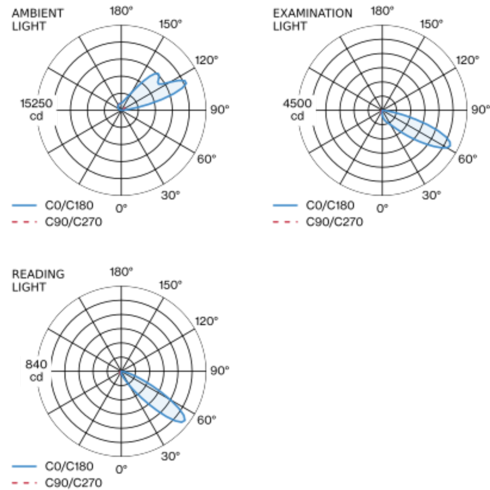 AMBIENT
LIGHT
180°
150°
120°
15250
cd
90°
60°
30°
0°
C0/C180
C90/C270
EXAMINATION
LIGHT
180°
150°
120°
4500
cd
90°
60°
30°
0°
C0/C180
C90/C270
READING
LIGHT
180°
150°
120°
840
cd
90°
60°
30°
0°
C0/C180
C90/C270